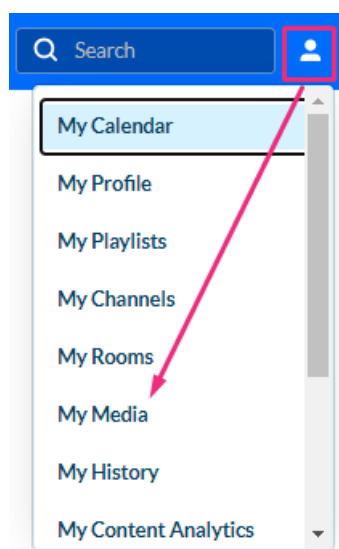 Search
My Calendar
My Profile
My Playlists
My Channels
My Rooms
My Media
My History
My Content Analytics